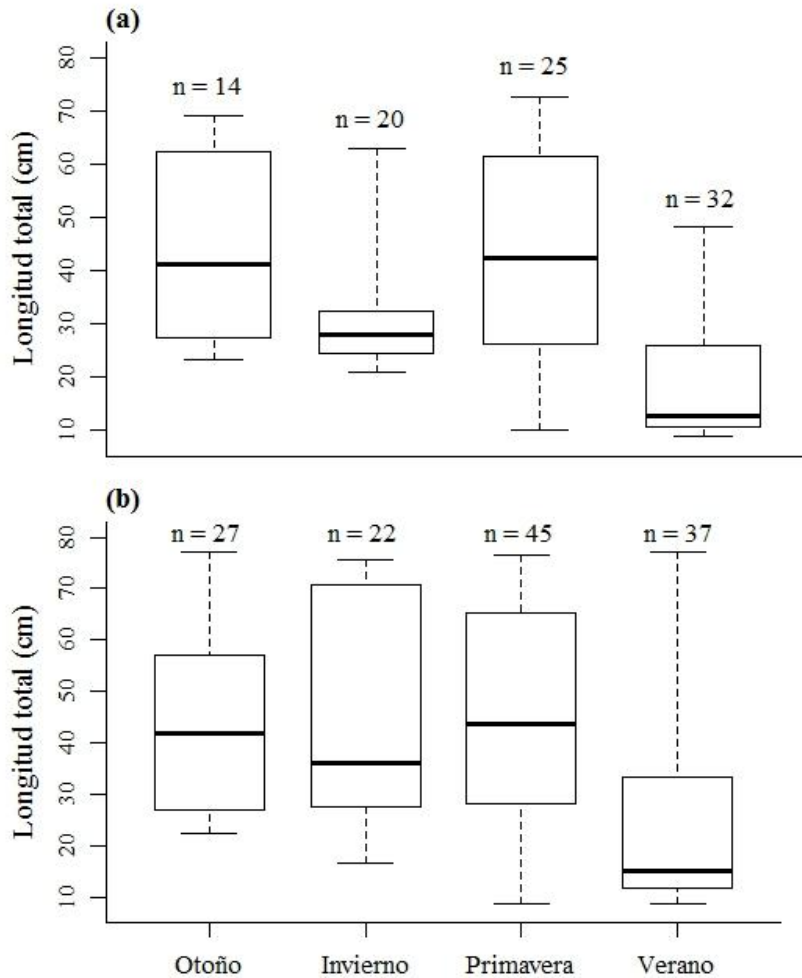 (a)
80
n = 25
n = 14
70
n = 20
60
n = 32
50
40
30
20
10
Longitud total (cm)
(b)
80
n = 27 n = 22 n = 45 n = 37
70
60
50
40
30
20
10
Longitud total (cm)
Otoño Invierno Primavera Verano